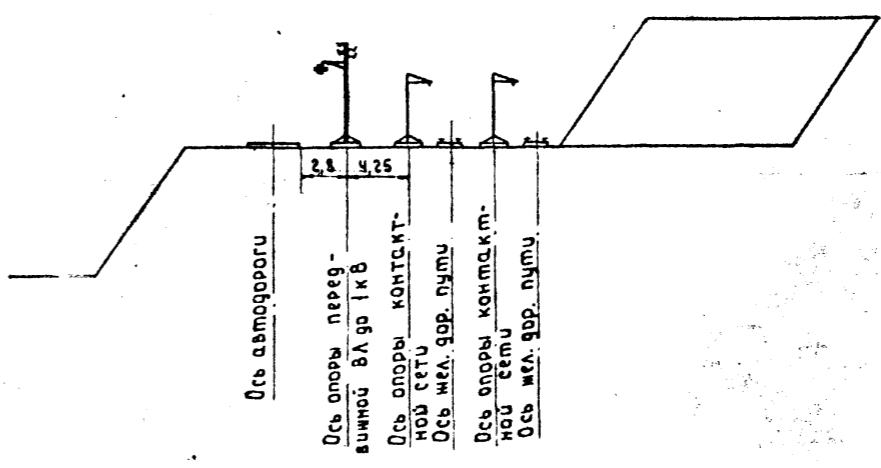 2,8
4,25
Ось автодороги
Ось опоры перед-
вижной ВЛ до 1кВ
Ось опоры контакт-
ной сети
Ось жел. дор. пути
Ось опоры контакт-
ной сети
Ось жел. дор. пути